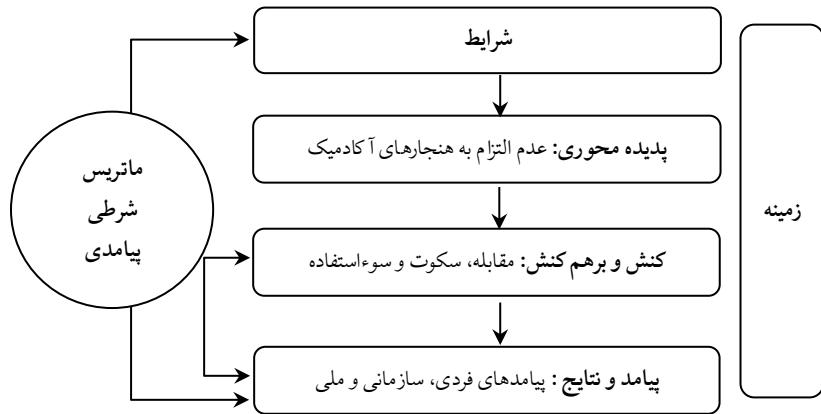 شرایط
پدیده محوری: عدم التزام به هنجارهای آکادمیک
کنش و برهم کنش: مقابله، سکوت و سوءاستفاده
پیامد و نتایج : پیامدهای فردی، سازمانی و ملی
زمینه
ماتریس
شرطی
پیامدی